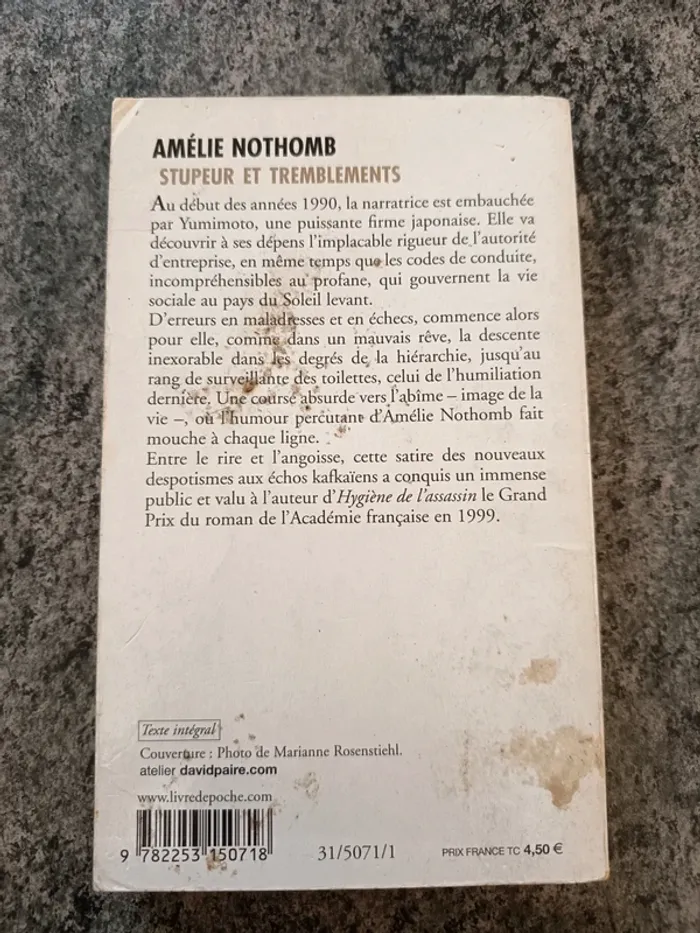 AMÉLIE NOTHOMB
STUPEUR ET TREMBLEMENTS
Au début des années 1990, la narratrice est embauchée
par Yumimoto, une puissante firme japonaise. Elle va
découvrir à ses dépens l'implacable rigueur de l'autorité
d'entreprise, en même temps que les codes de conduite,
incompréhensibles au profane, qui gouvernent la vie
sociale au pays du Soleil levant.
D'erreurs en maladresses et en échecs, commence alors
pour elle, comme dans un mauvais rêve, la descente
inexorable dans les degrés de la hiérarchie, jusqu'au
rang de surveillante des toilettes, celui de l'humiliation
dernière. Une course absurde vers l'abîme – image de la
vie –, où l'humour percutant d'Amélie Nothomb fait
mouche à chaque ligne.
Entre le rire et l'angoisse, cette satire des nouveaux
despotismes aux échos kafkaïens a conquis un immense
public et valu à l'auteur d'Hygiène de l'assassin le Grand
Prix du roman de l'Académie française en 1999.
Texte intégral
Couverture : Photo de Marianne Rosenstiehl.
atelier davidpaire.com
www.livredepoche.com
9 782253 150718
31/5071/1
PRIX FRANCE TC 4,50 €